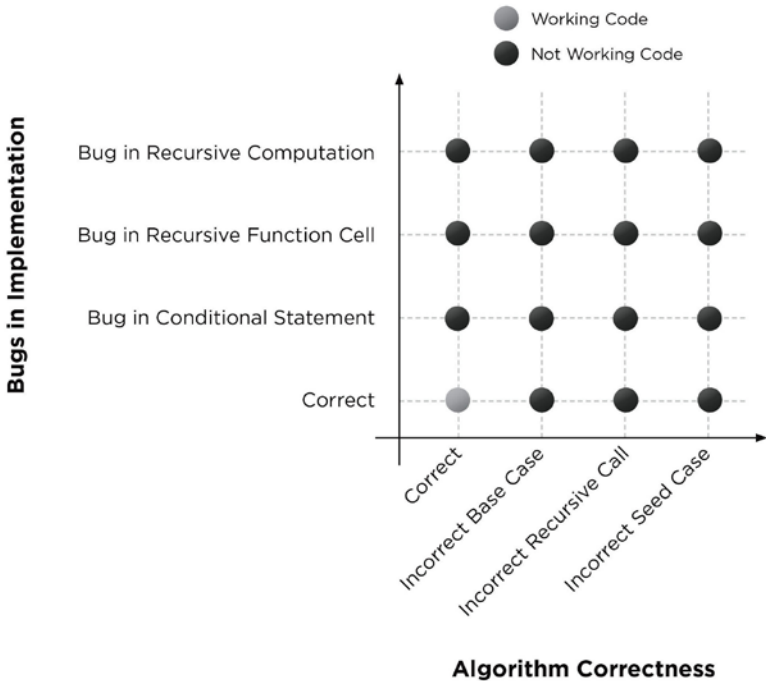 Working Code
Not Working Code
Bugs in Implementation
Bug in Recursive Computation
Bug in Recursive Function Cell
Bug in Conditional Statement
Correct
Correct
Incorrect Base Case
Incorrect Recursive Call
Incorrect Seed Case
Algorithm Correctness